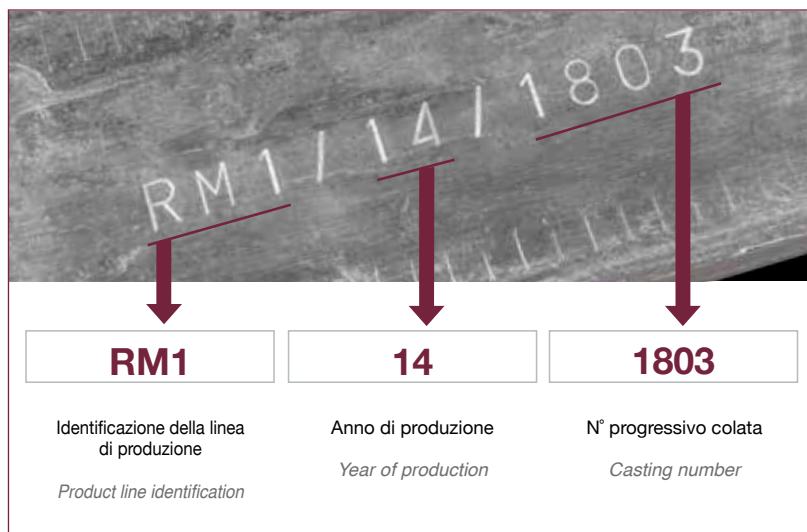 RM1/14/1803
RM1
14
1803
Identificazione della linea
di produzione
Product line identification
Anno di produzione
Year of production
N° progressivo colata
Casting number